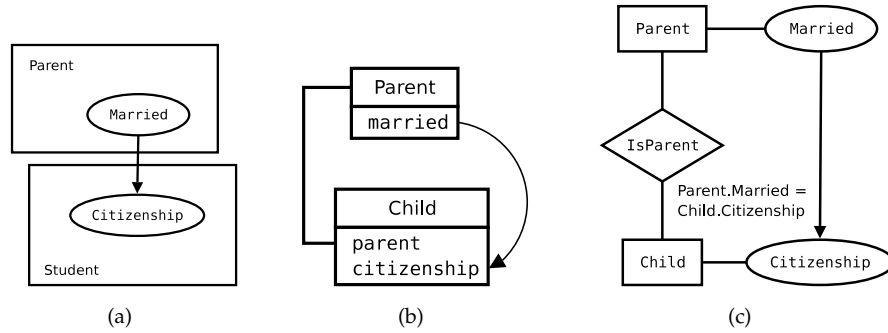 Parent
Married
Citizenship
Student
(a)
Parent
married
Child
parent
citizenship
(b)
Parent
Married
IsParent
Parent.Married =
Child.Citizenship
Child
Citizenship
(c)